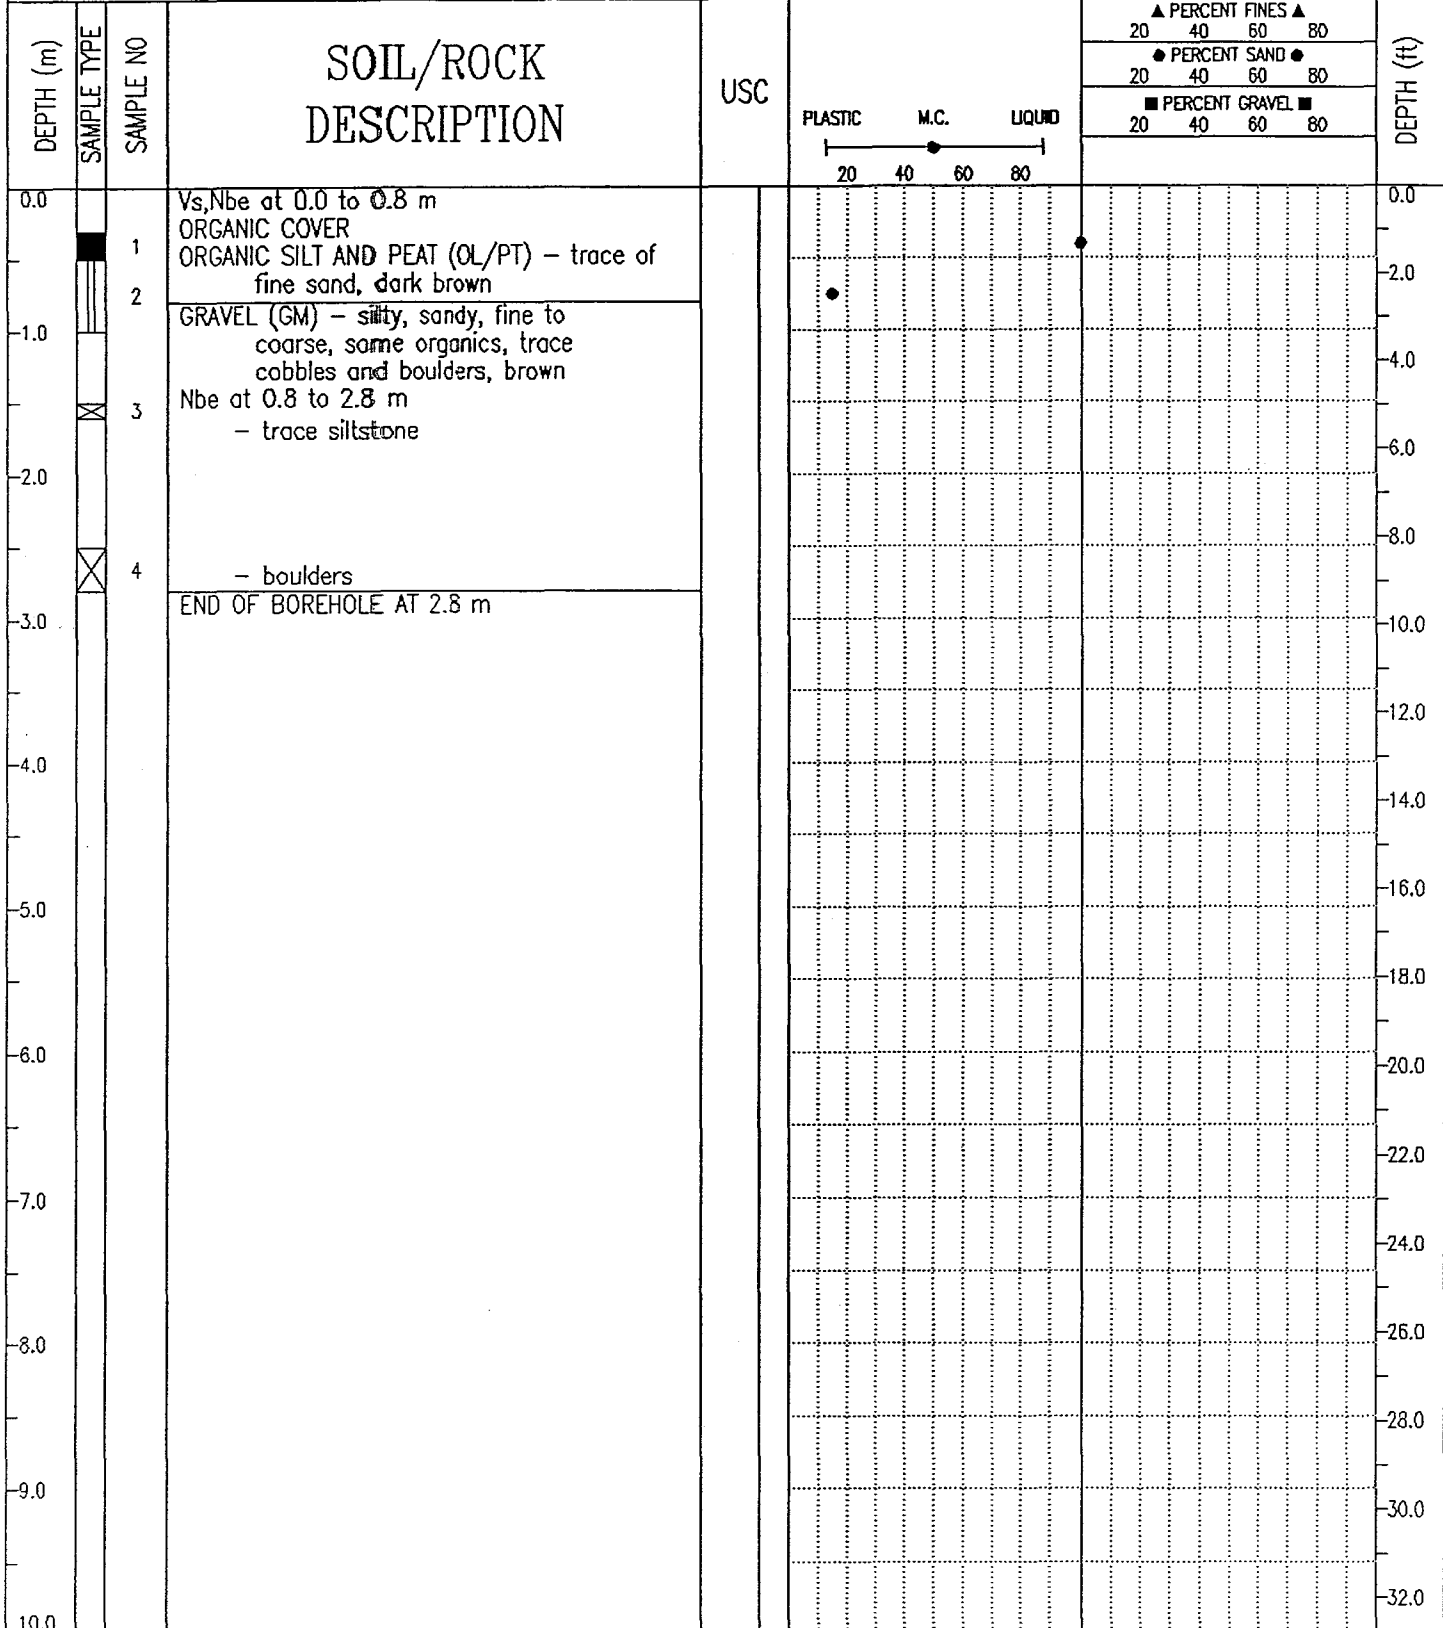 DEPTH (m)
SAMPLE TYPE
SAMPLE NO
SOIL/ROCK
DESCRIPTION
USC
PLASTIC M.C. LIQUID
20 40 60 80
▲ PERCENT FINES ▲
20 40 60 80
● PERCENT SAND ●
20 40 60 80
■ PERCENT GRAVEL ■
20 40 60 80
DEPTH (ft)
0.0
Vs,Nbe at 0.0 to 0.8 m
ORGANIC COVER
1
ORGANIC SILT AND PEAT (OL/PT) – trace of
fine sand, dark brown
2
GRAVEL (GM) – silty, sandy, fine to
coarse, some organics, trace
cobbles and boulders, brown
Nbe at 0.8 to 2.8 m
3
– trace siltstone
4
– boulders
END OF BOREHOLE AT 2.8 m
1.0
2.0
3.0
4.0
5.0
6.0
7.0
8.0
9.0
10.0
0.0
2.0
4.0
6.0
8.0
10.0
12.0
14.0
16.0
18.0
20.0
22.0
24.0
26.0
28.0
30.0
32.0